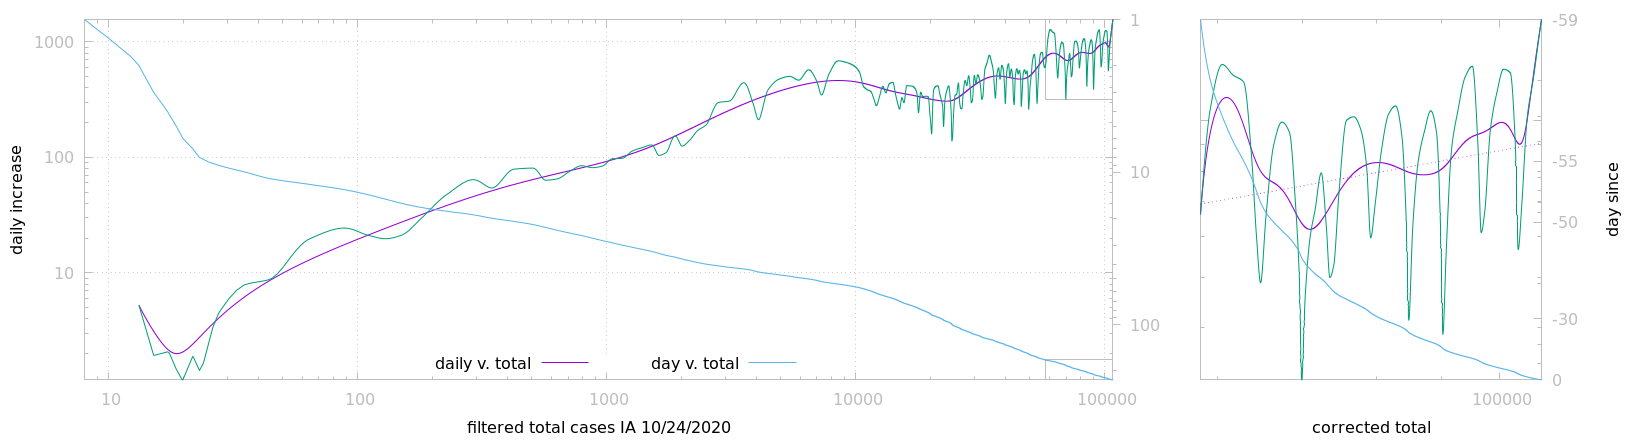 daily increase
1000
100
10
10
100
1000
10000
100000
1
10
100
daily v. total
day v. total
filtered total cases IA 10/24/2020
-59
-55
-50
-30
0
day since
100000
corrected total